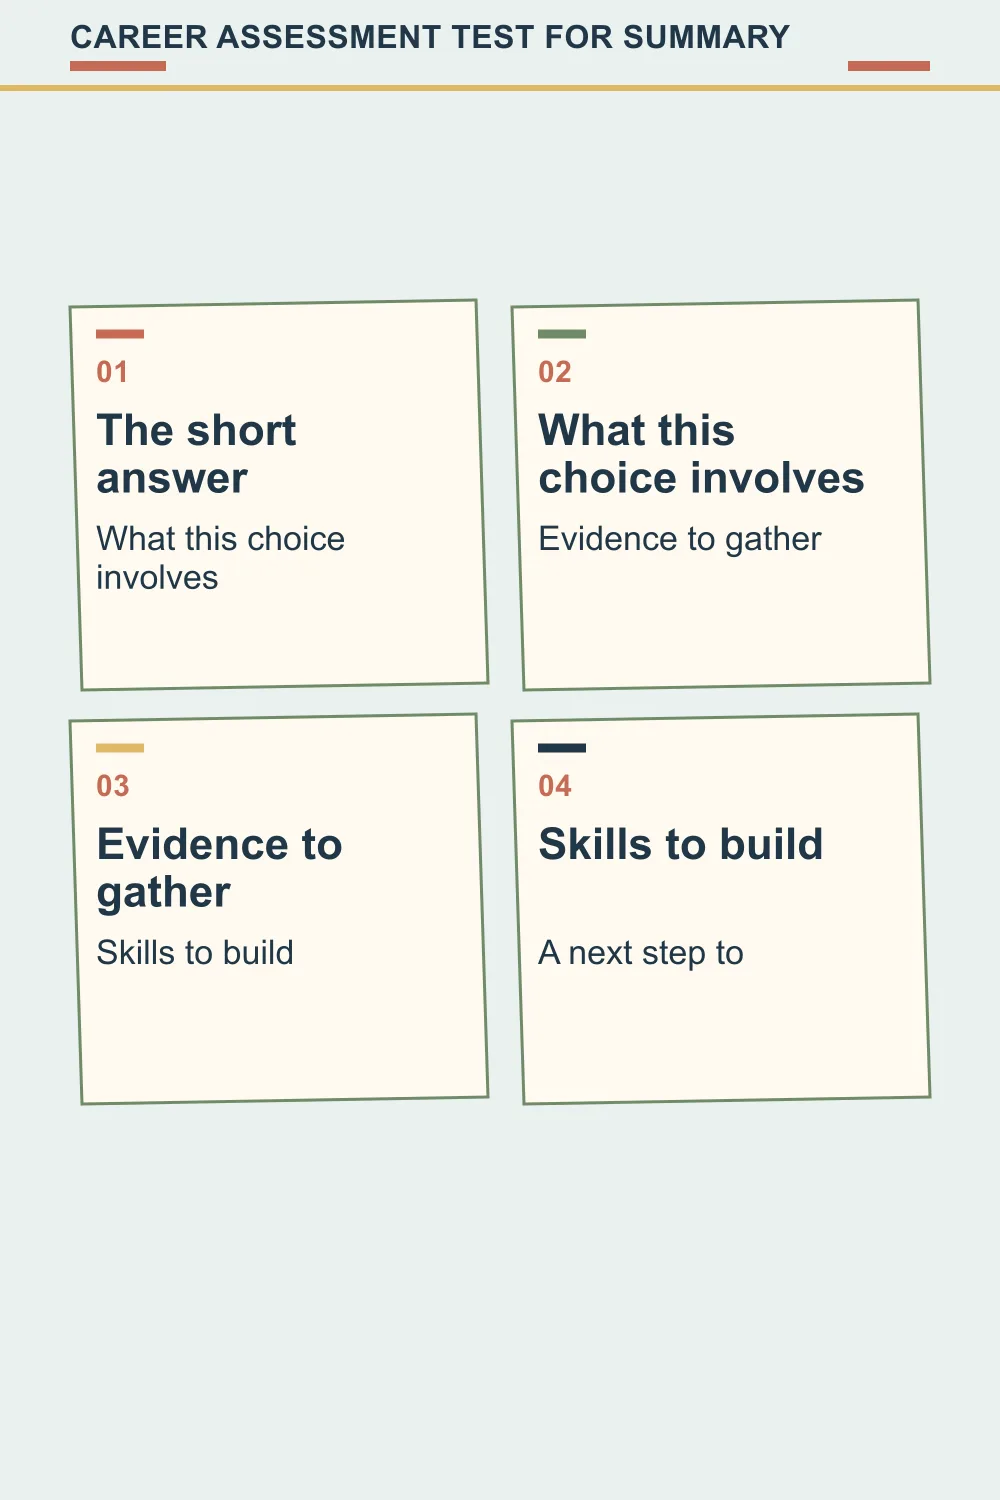 CAREER ASSESSMENT TEST FOR SUMMARY
01
The short
answer
What this choice
involves
02
What this
choice involves
Evidence to gather
03
Evidence to
gather
Skills to build
04
Skills to build
A next step to